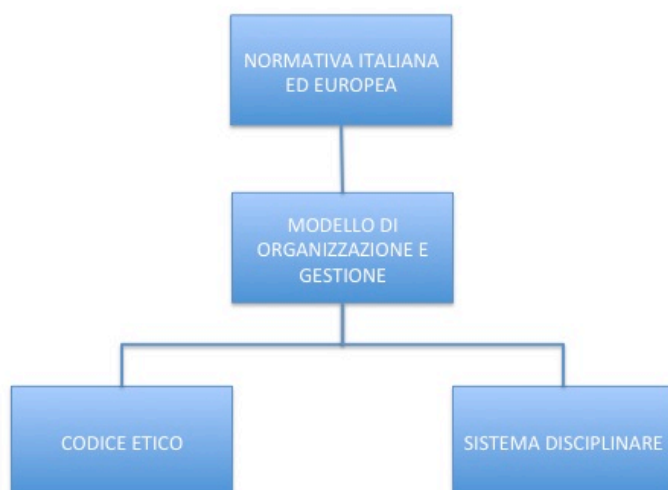 NORMATIVA ITALIANA
ED EUROPEA
MODELLO DI
ORGANIZZAZIONE E
GESTIONE
CODICE ETICO
SISTEMA DISCIPLINARE